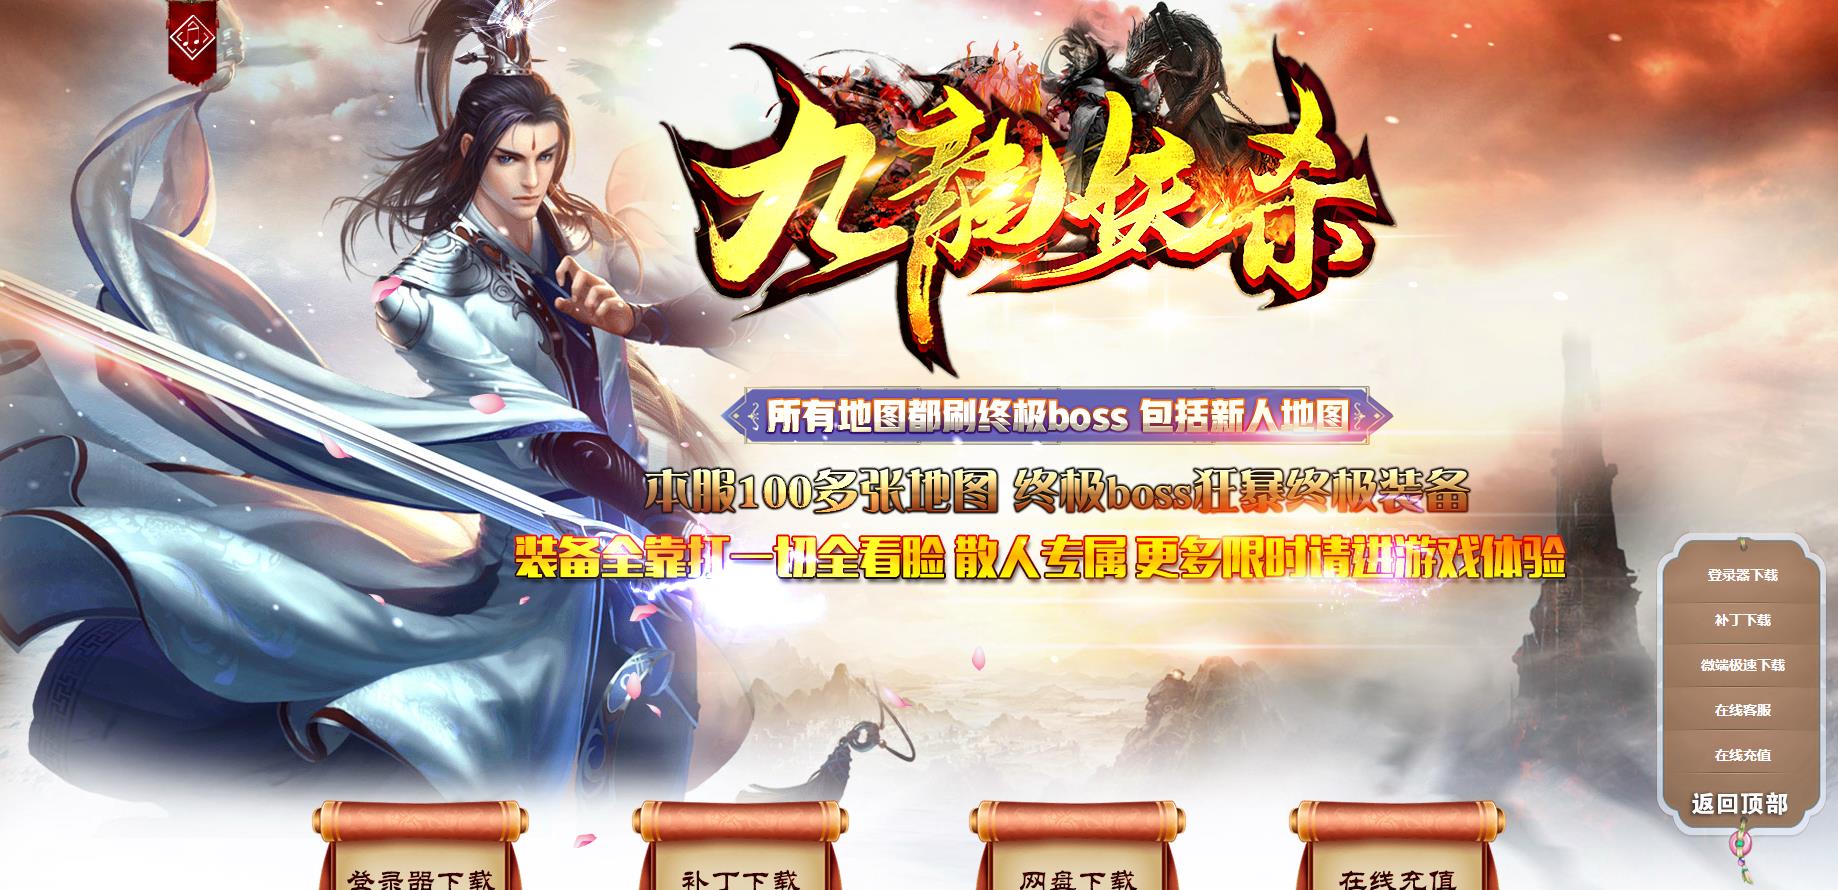 九龍妖杀
所有地图都刷终极boss 包括新人地图
本服100多张地图 终极boss狂暴终极装备
装备全靠打一切全看脸 散人专属 更多限时请进游戏体验
登录器下载
补丁下载
微端极速下载
在线客服
在线充值
返回顶部
登录器下载
补丁下载
网盘下载
在线充值